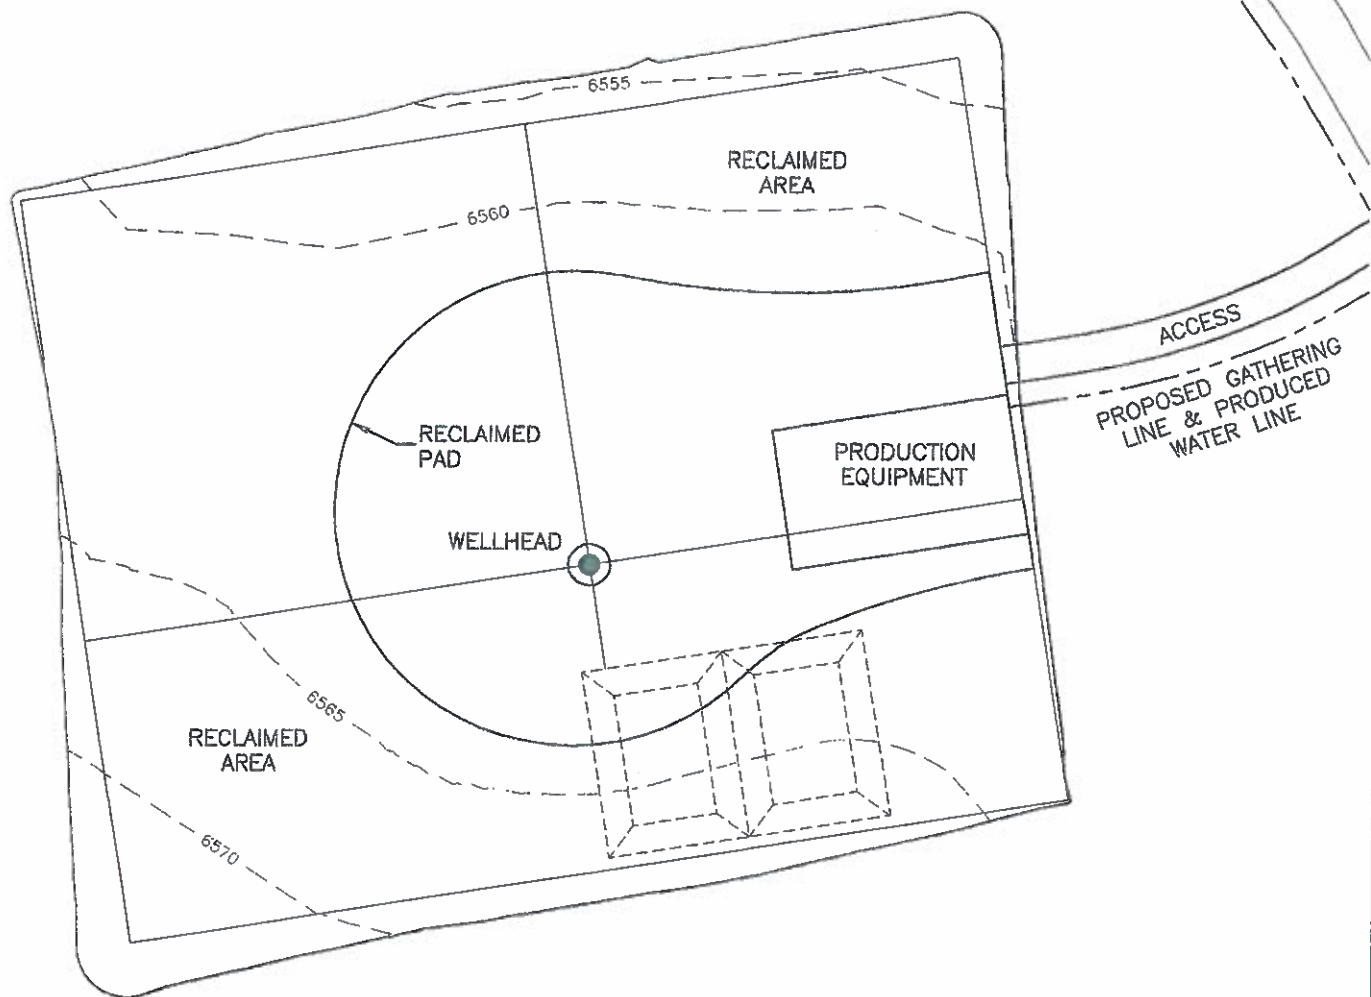 6555
RECLAIMED
AREA
6560
ACCESS
PROPOSED GATHERING
LINE & PRODUCED
WATER LINE
RECLAIMED
PAD
PRODUCTION
EQUIPMENT
WELLHEAD
6565
RECLAIMED
AREA
6570